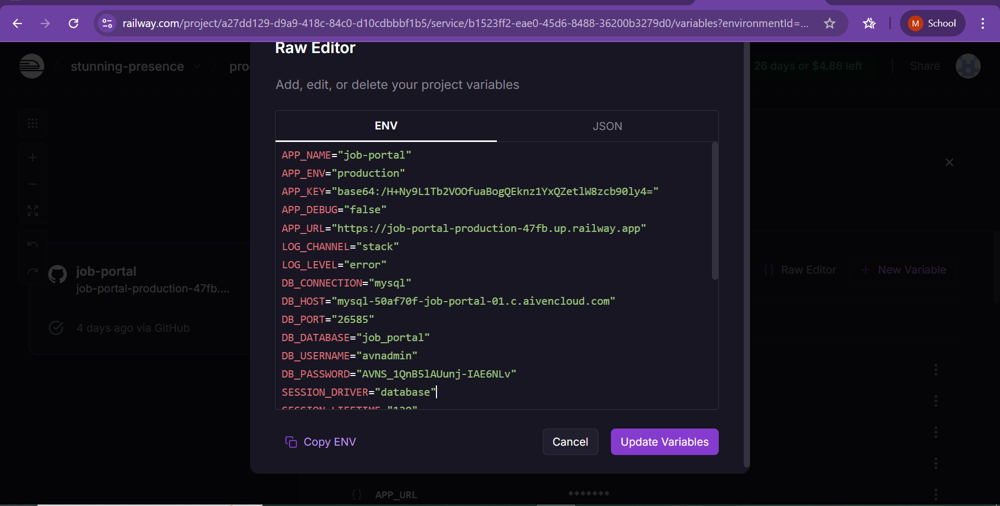 railway.com/project/a27dd129-d9a9-418c-84c0-d10cdbbbf1b5/service/b1523ff2-eae0-45d6-8488-36200b3279d0/variables?environmentId=...
M School
Raw Editor
stunning-presence / pro
26 days or $4.86 left
Share
Add, edit, or delete your project variables
ENV
JSON
APP_NAME="job-portal"
APP_ENV="production"
APP_KEY="base64:/H+Ny9L1Tb2VOOfuaBogQEknz1YxQZetlW8zcb90ly4="
APP_DEBUG="false"
APP_URL="https://job-portal-production-47fb.up.railway.app"
LOG_CHANNEL="stack"
LOG_LEVEL="error"
DB_CONNECTION="mysql"
DB_HOST="mysql-50af70f-job-portal-01.c.aivencloud.com"
DB_PORT="26585"
DB_DATABASE="job_portal"
DB_USERNAME="avnadmin"
DB_PASSWORD="AVNS_1QnB5lAUunj-IAE6NLv"
SESSION_DRIVER="database"
SESSION_LIFETIME="120"
job-portal
job-portal-production-47fb....
4 days ago via GitHub
{} Raw Editor
+ New Variable
Copy ENV
Cancel
Update Variables
{} APP_URL
*******